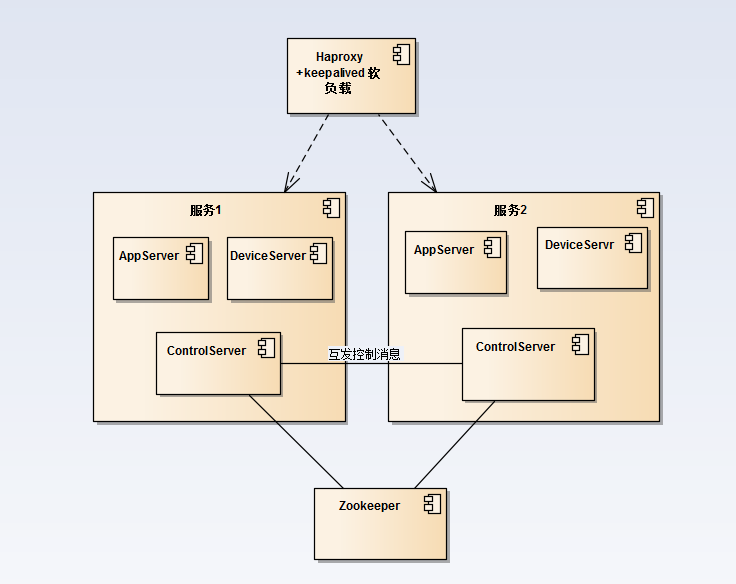 Haproxy
+keepalived 软
负载
服务1
服务2
AppServer
DeviceServer
AppServer
DeviceServr
ControlServer
互发控制消息
ControlServer
Zookeeper